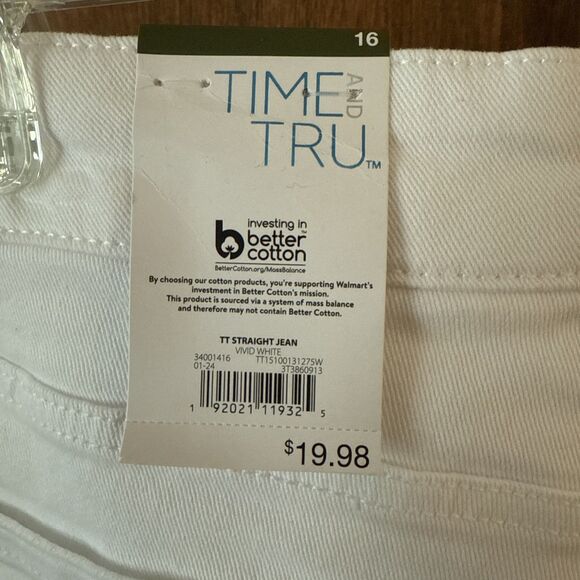 16
TIME AND
TRU™
investing in
better
cotton™
BetterCotton.org/MassBalance
By choosing our cotton products, you're supporting Walmart's
investment in Better Cotton's mission.
This product is sourced via a system of mass balance
and therefore may not contain Better Cotton.
TT STRAIGHT JEAN
VIVID WHITE
34001416 TT15100131275W
01-24 3T3860913
1 92021 11932 5
$19.98